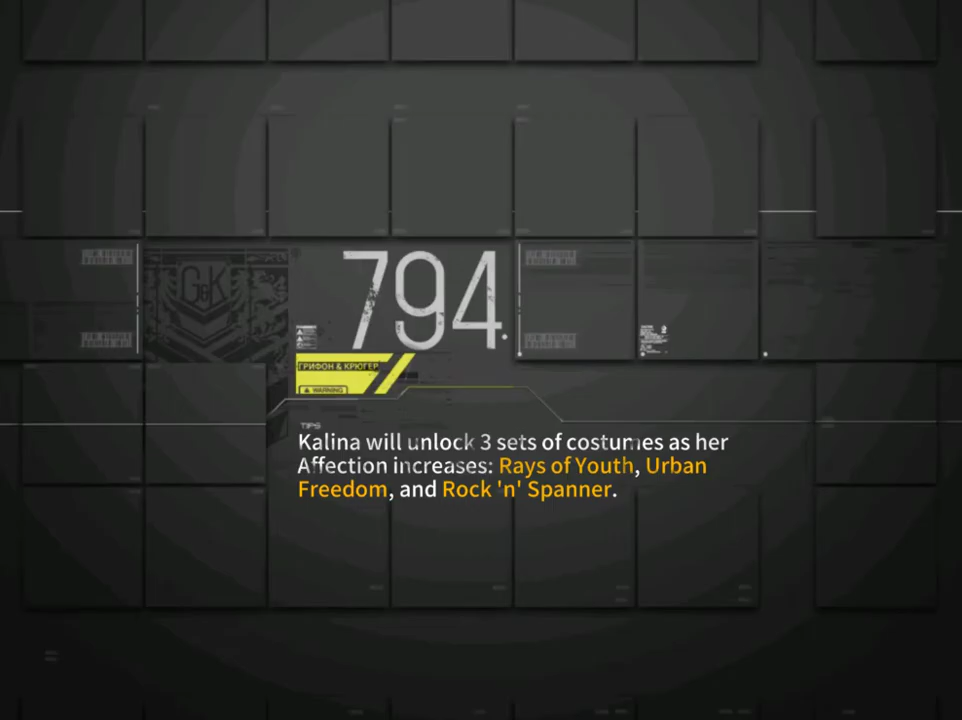 G&K
794.
ГРИФОН & КРЮГЕР
WARNING
TIPS
Kalina will unlock 3 sets of costumes as her
Affection increases: Rays of Youth, Urban
Freedom, and Rock 'n' Spanner.